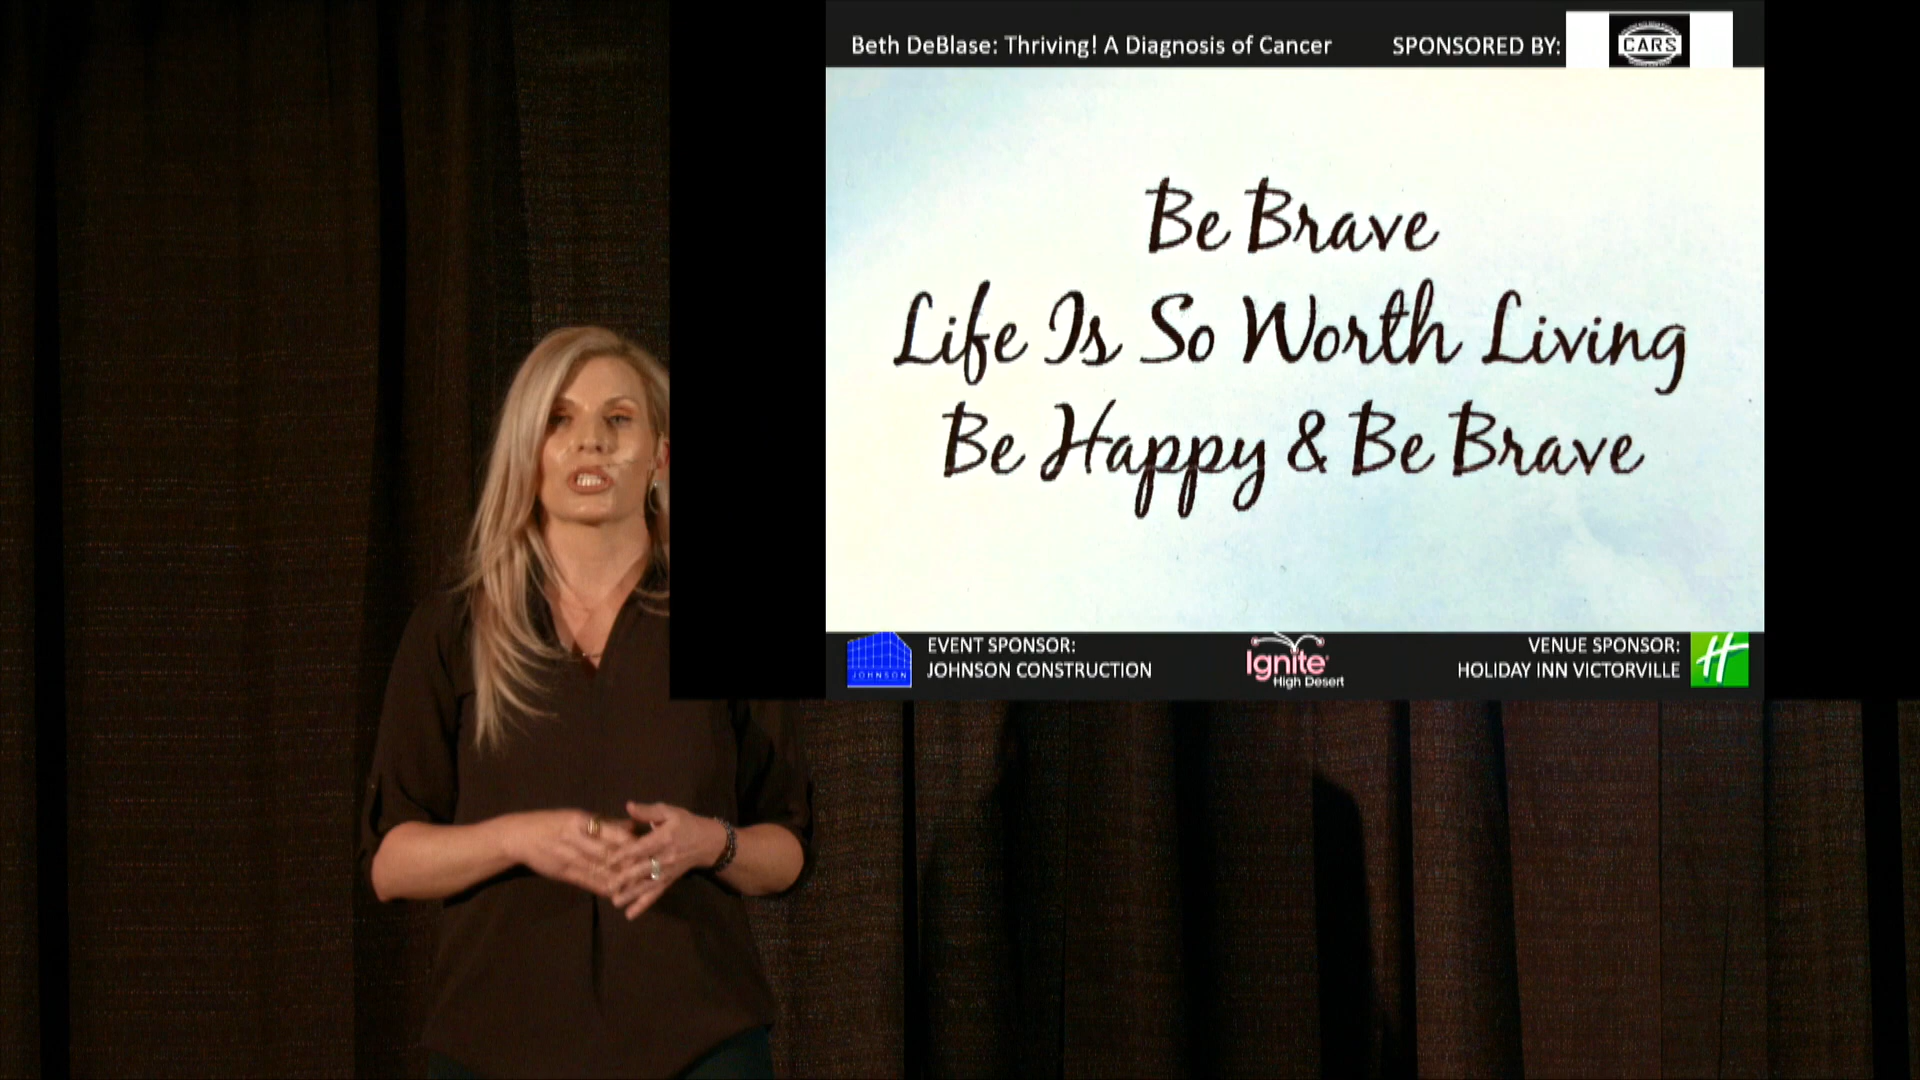 Beth DeBlase: Thriving! A Diagnosis of Cancer
SPONSORED BY:
CARS
Be Brave
Life Is So Worth Living
Be Happy & Be Brave
JOHNSON
EVENT SPONSOR:
JOHNSON CONSTRUCTION
Ignite
High Desert
VENUE SPONSOR:
HOLIDAY INN VICTORVILLE
H